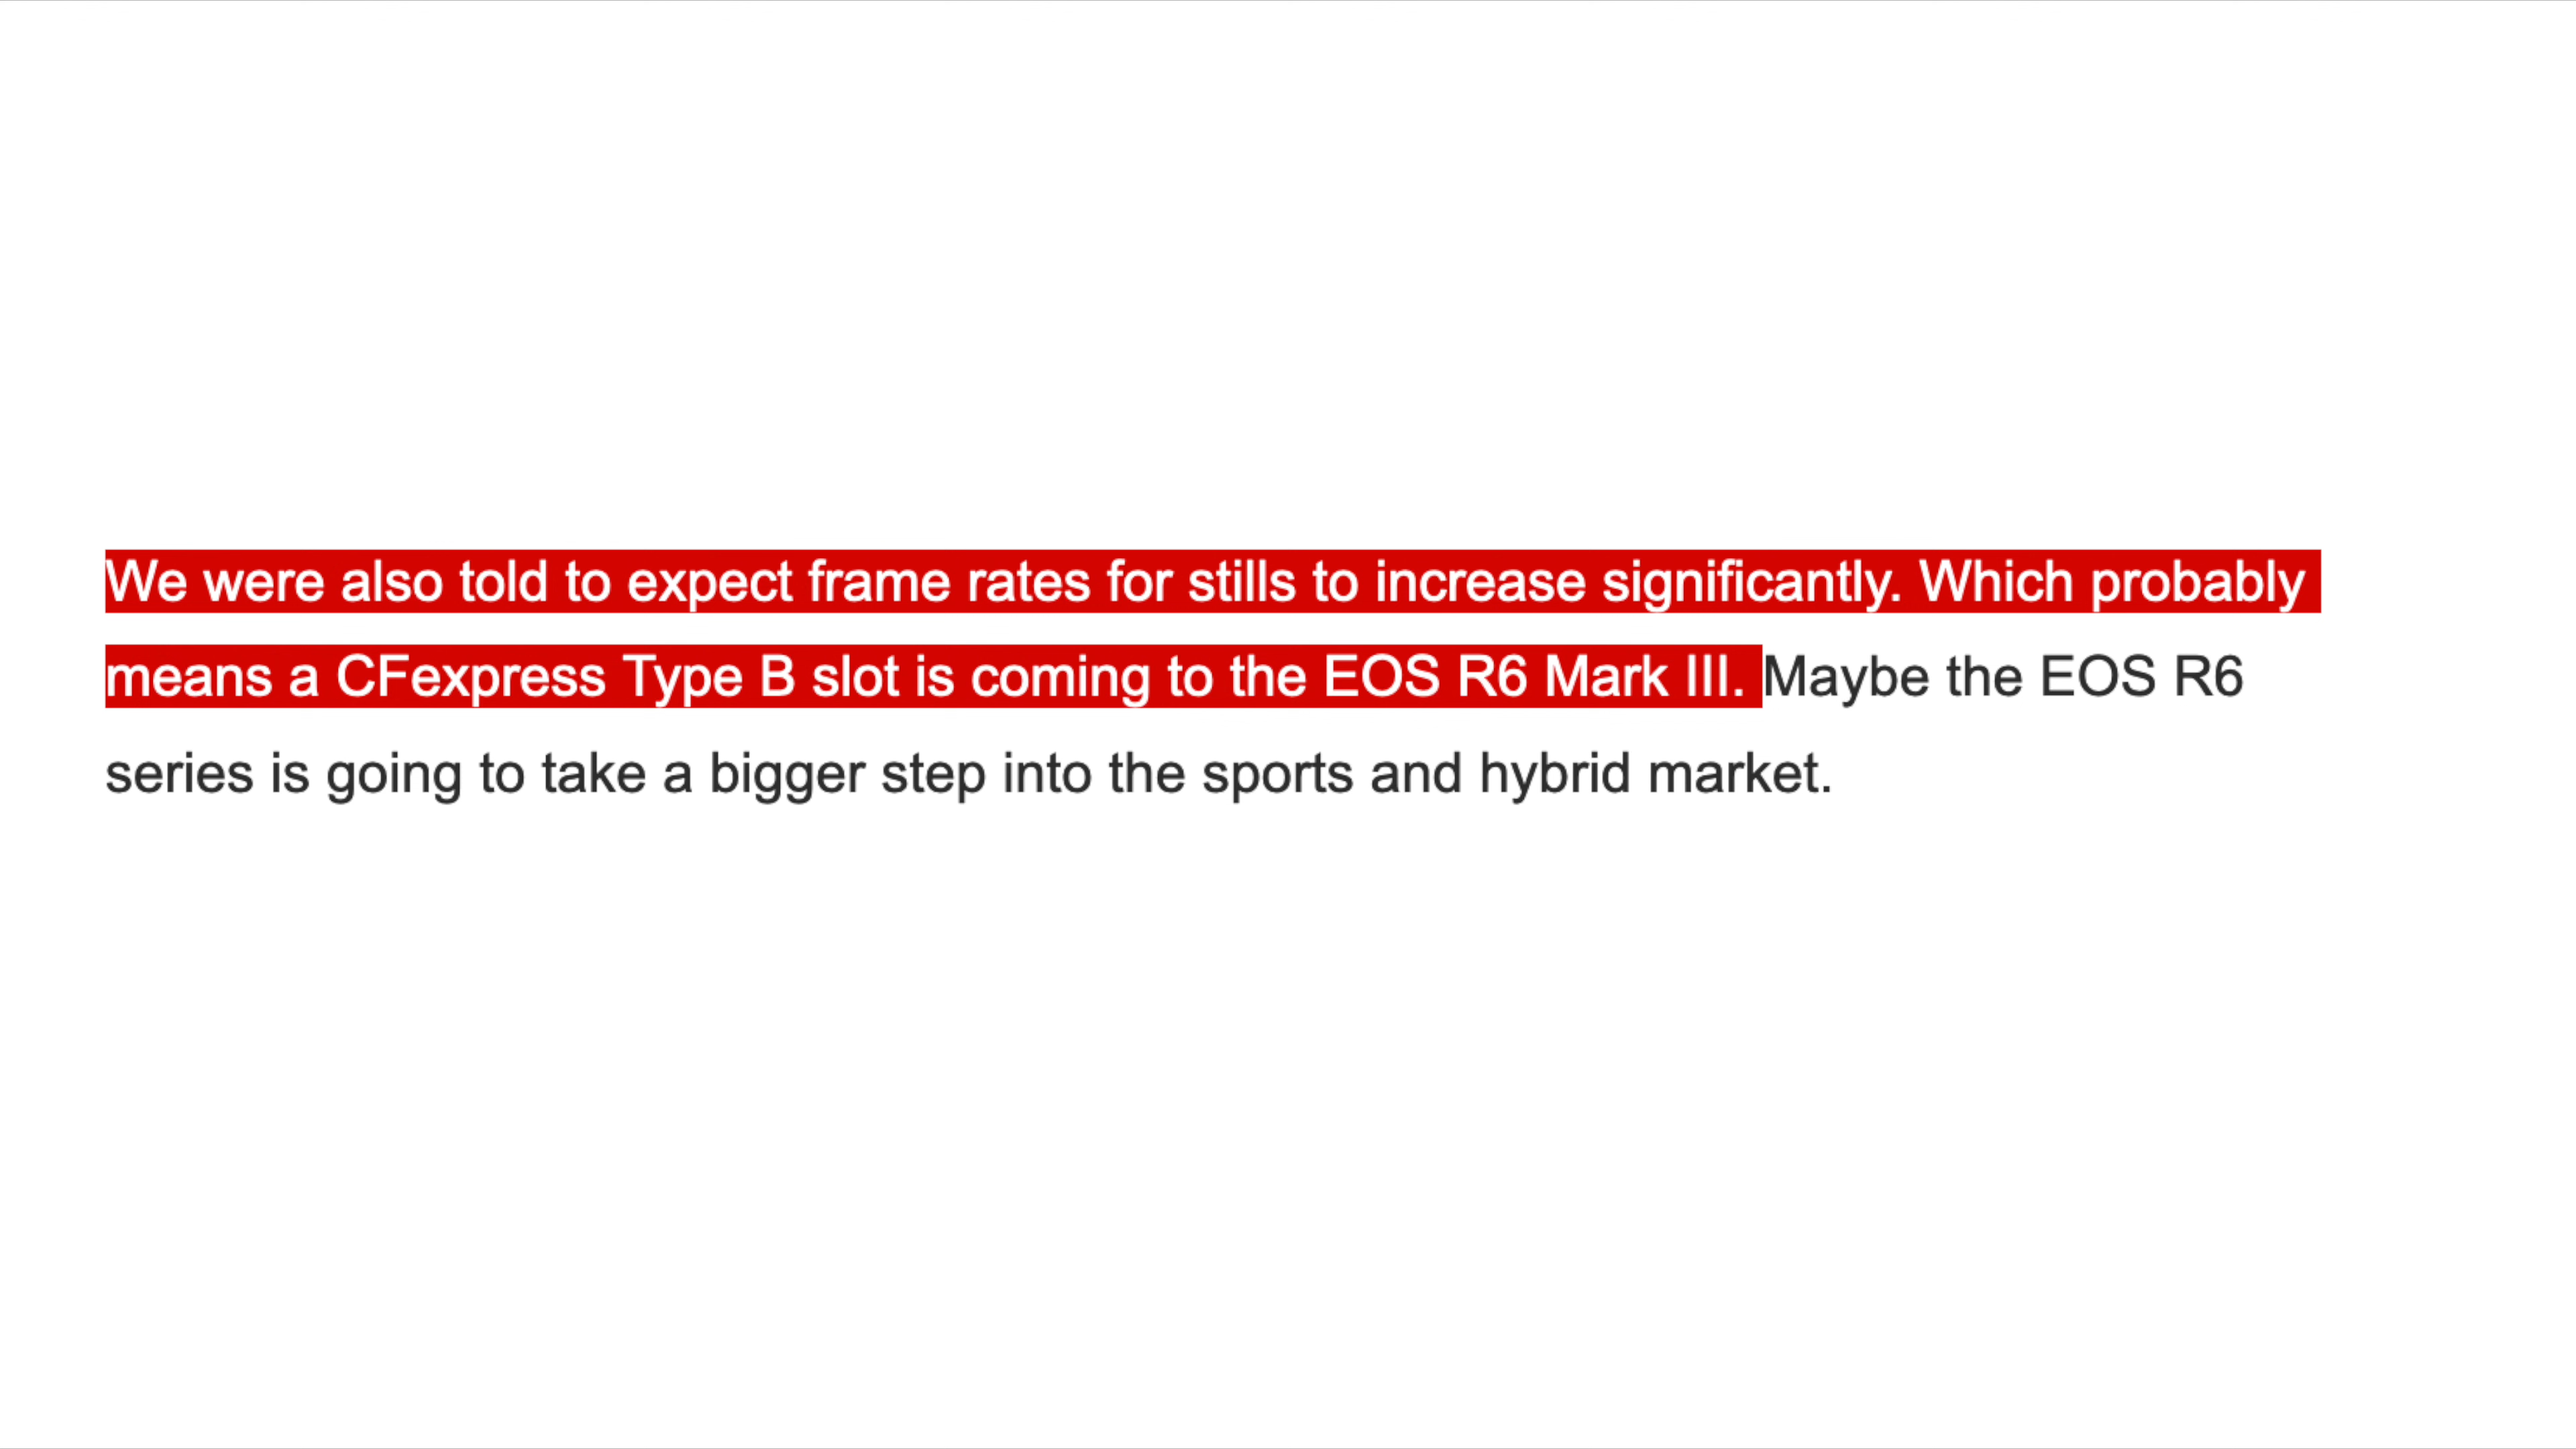 We were also told to expect frame rates for stills to increase significantly. Which probably
means a CFexpress Type B slot is coming to the EOS R6 Mark III. Maybe the EOS R6
series is going to take a bigger step into the sports and hybrid market.